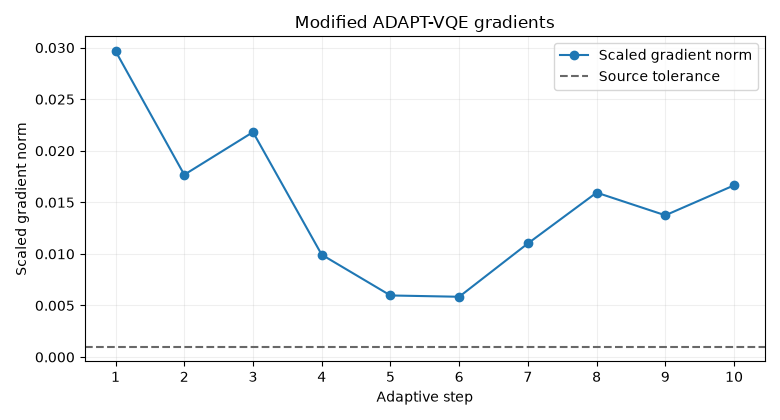 Modified ADAPT-VQE gradients
Scaled gradient norm
Source tolerance
Scaled gradient norm
0.030
0.025
0.020
0.015
0.010
0.005
0.000
1 2 3 4 5 6 7 8 9 10
Adaptive step